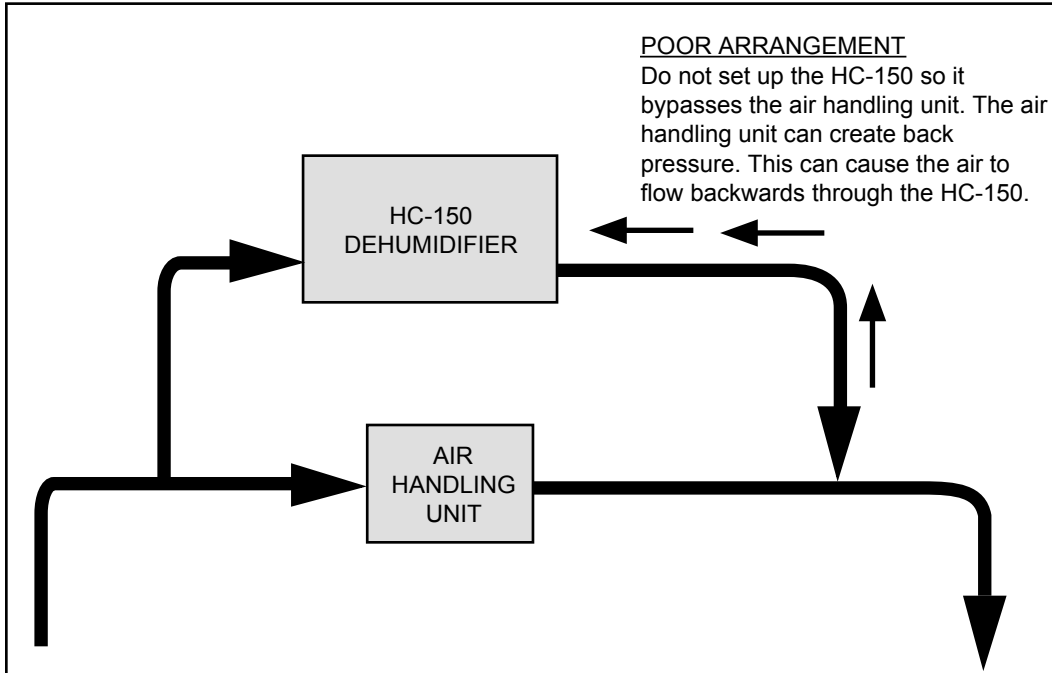 POOR ARRANGEMENT
Do not set up the HC-150 so it
bypasses the air handling unit. The air
handling unit can create back
pressure. This can cause the air to
flow backwards through the HC-150.
HC-150
DEHUMIDIFIER
AIR
HANDLING
UNIT